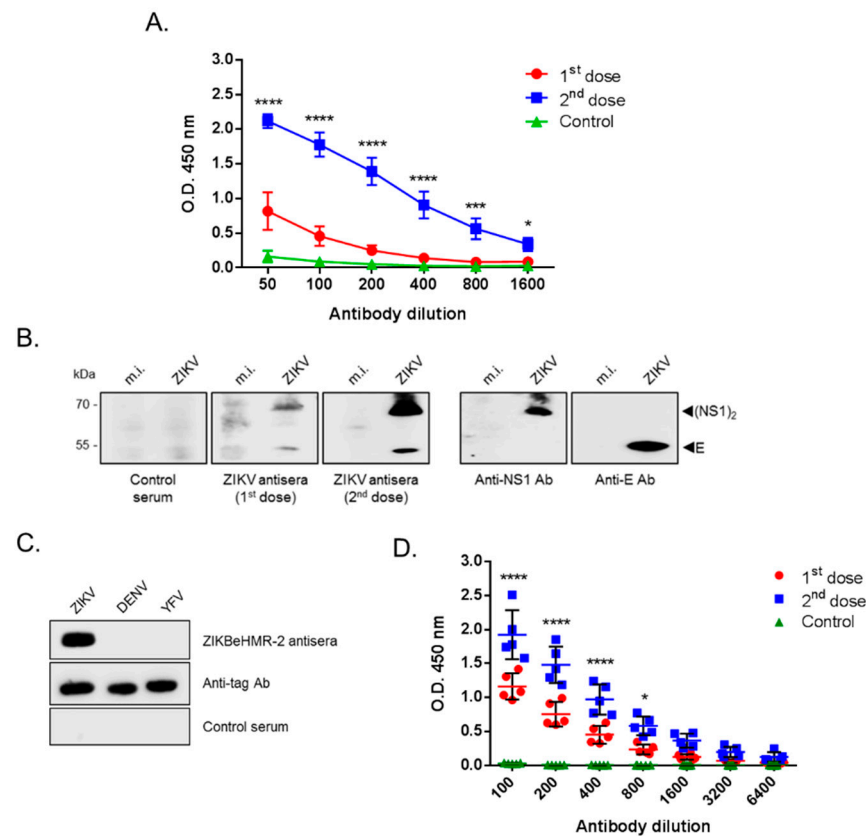 A.
3.0
2.5
2.0
1.5
1.0
0.5
0.0
O.D. 450 nm
**** **** **** **** *** *
1st dose
2nd dose
Control
50 100 200 400 800 1600
Antibody dilution
B.
kDa
m.i. ZIKV m.i. ZIKV m.i. ZIKV m.i. ZIKV m.i. ZIKV
70 -
55 -
(NS1)2
E
Control serum
ZIKV antisera (1st dose)
ZIKV antisera (2nd dose)
Anti-NS1 Ab
Anti-E Ab
C.
ZIKV DENV YFV
ZIKBeHMR-2 antisera
Anti-tag Ab
Control serum
D.
3.0
2.5
2.0
1.5
1.0
0.5
0.0
O.D. 450 nm
**** **** **** *
1st dose
2nd dose
Control
100 200 400 800 1600 3200 6400
Antibody dilution